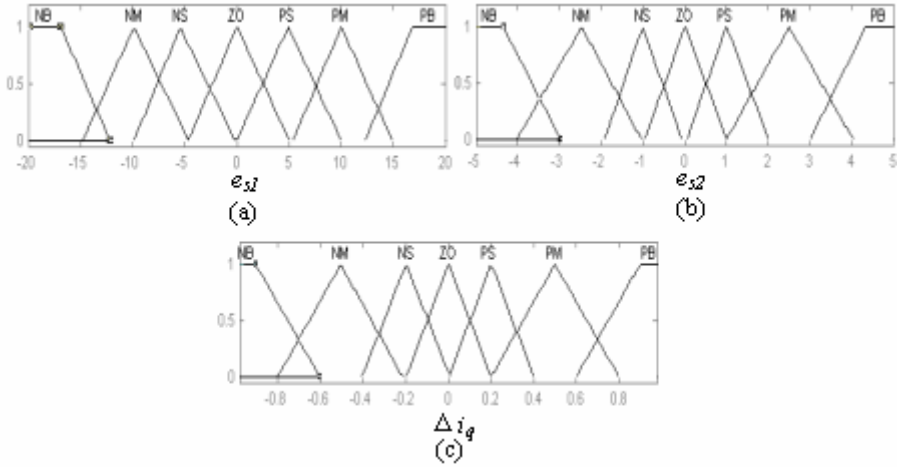 NB NM NS ZO PS PM PB
1
0.5
0
-20 -15 -10 -5 0 5 10 15 20
e_s1
(a)
NB NM NS ZO PS PM PB
1
0.5
0
-5 -4 -3 -2 -1 0 1 2 3 4 5
e_s2
(b)
NB NM NS ZO PS PM PB
1
0.5
0
-0.8 -0.6 -0.4 -0.2 0 0.2 0.4 0.6 0.8
Δ i_q
(c)